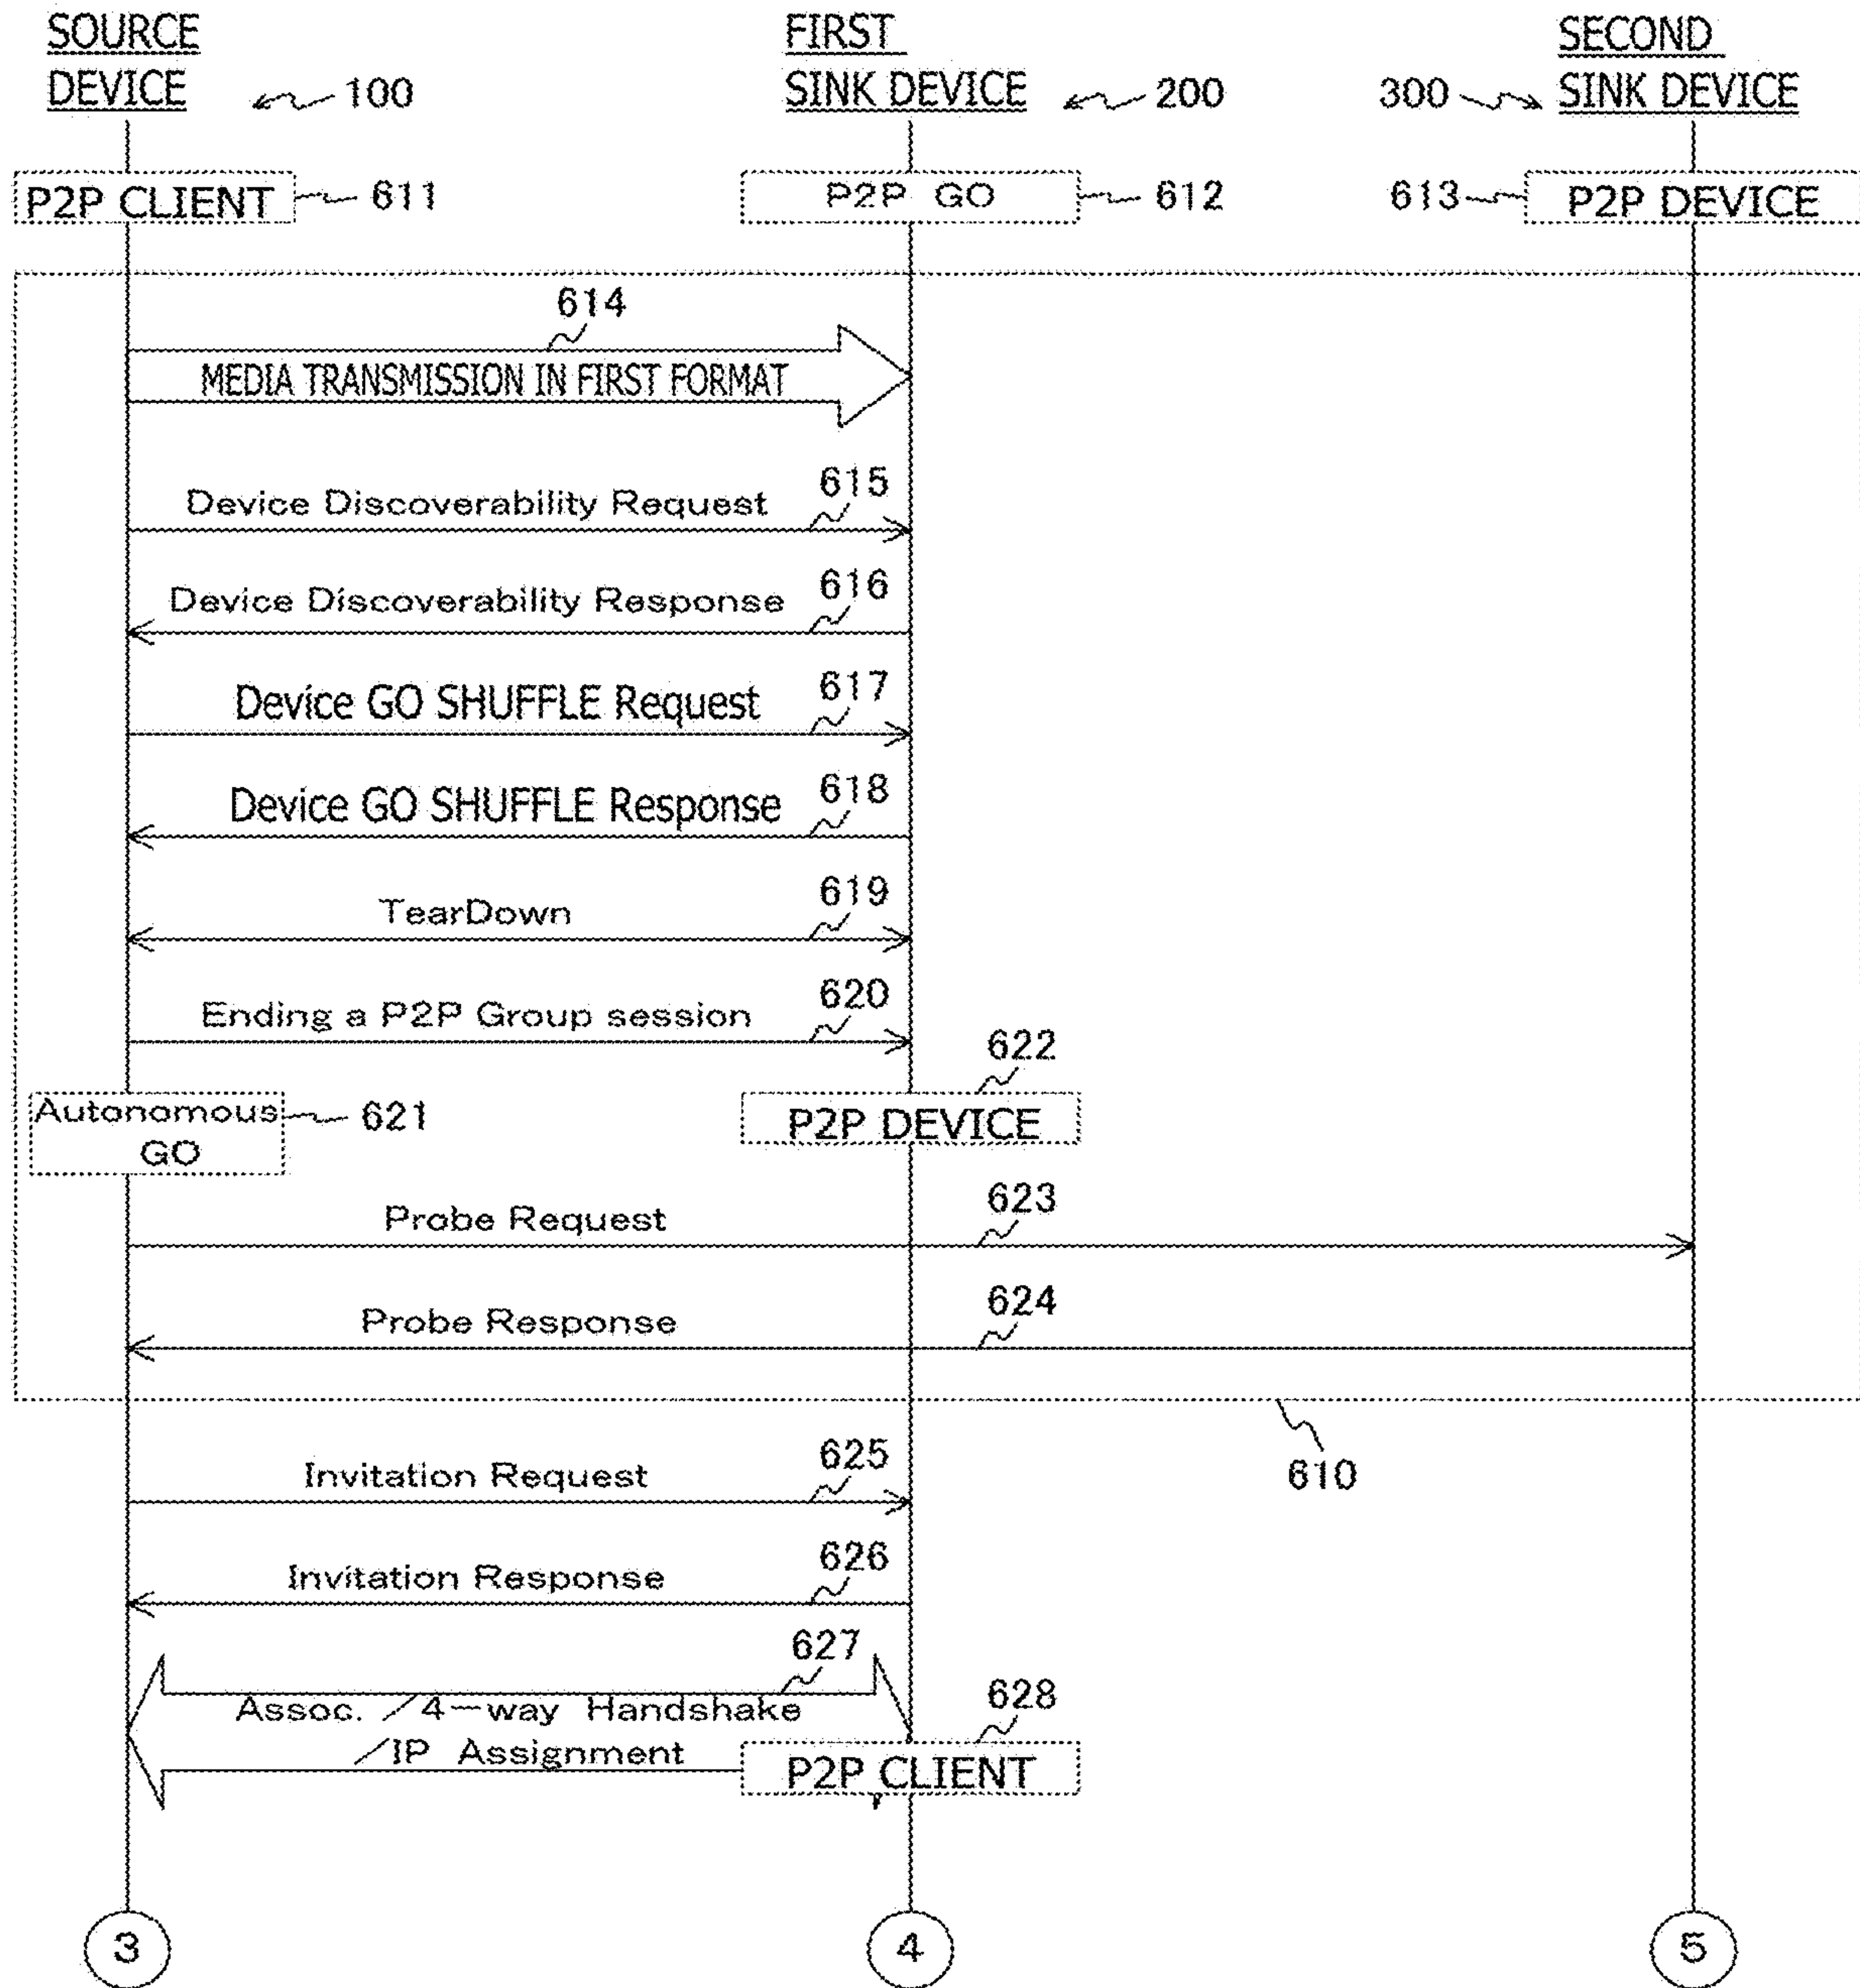 SOURCE
DEVICE
100
FIRST
SINK DEVICE
200
300
SECOND
SINK DEVICE
P2P CLIENT
611
P2P GO
612
613
P2P DEVICE
614
MEDIA TRANSMISSION IN FIRST FORMAT
615
Device Discoverability Request
616
Device Discoverability Response
617
Device GO SHUFFLE Request
618
Device GO SHUFFLE Response
619
TearDown
620
Ending a P2P Group session
622
Autonomous
GO
621
P2P DEVICE
623
Probe Request
624
Probe Response
610
625
Invitation Request
626
Invitation Response
627
Assoc. /4-way Handshake
/IP Assignment
628
P2P CLIENT
3
4
5